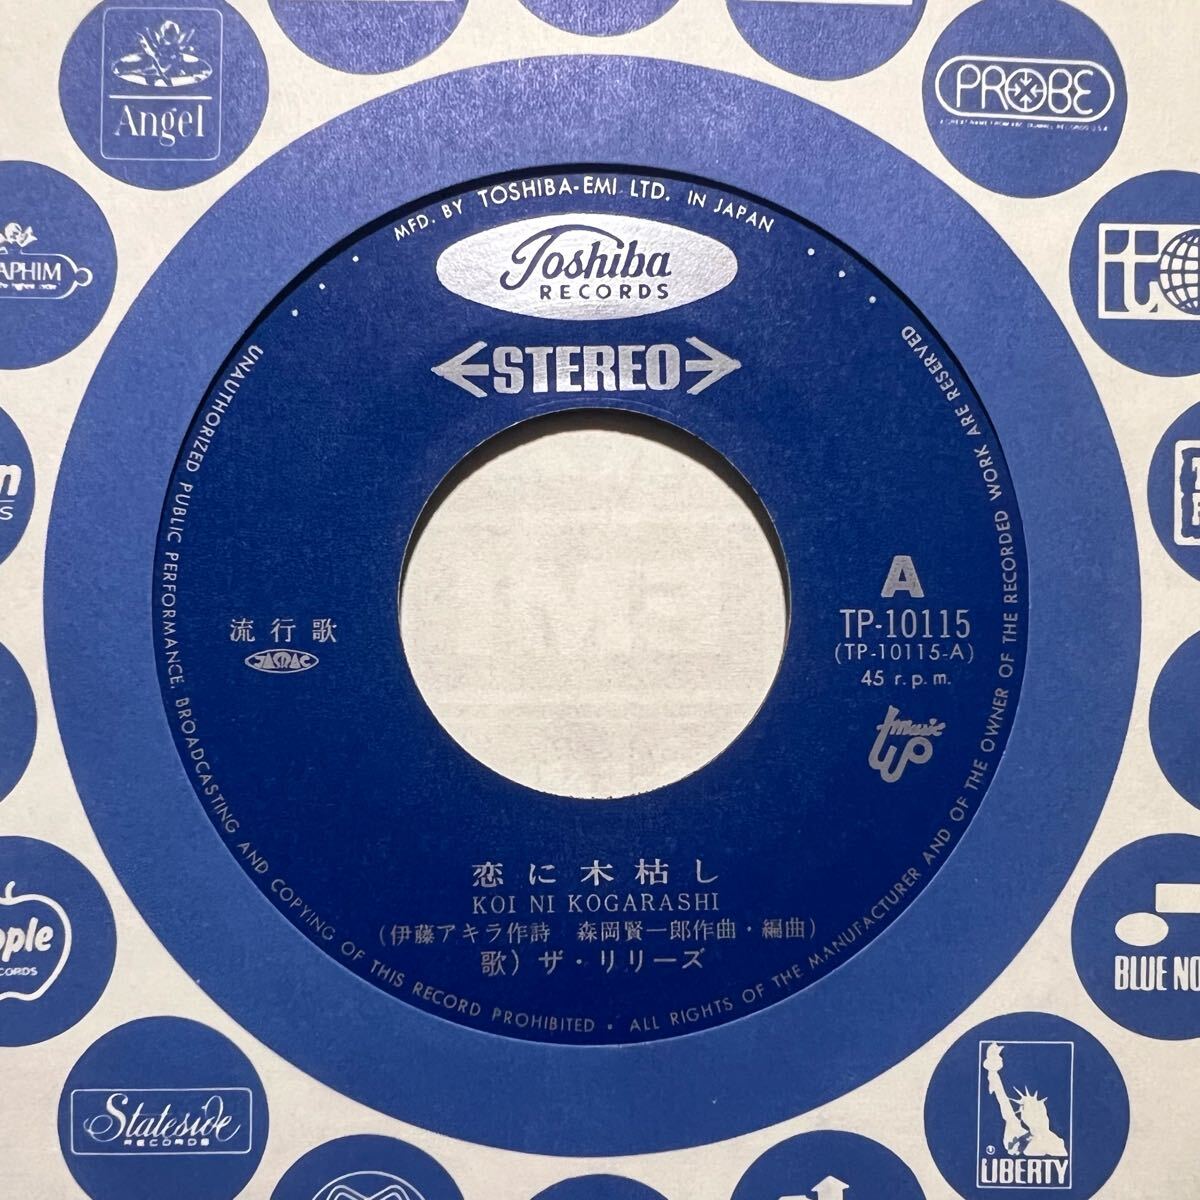 Angel
PROBE
MFD. BY TOSHIBA-EMI LTD. IN JAPAN
Toshiba
RECORDS
STEREO
UNAUTHORIZED PUBLIC PERFORMANCE, BROADCASTING AND COPYING OF THIS RECORD PROHIBITED • ALL RIGHTS OF THE MANUFACTURER AND OF THE OWNER OF THE RECORDED WORK ARE RESERVED
APHIM
流行歌
JASRAC
A
TP-10115
(TP-10115-A)
45 r.p.m.
music
up
恋に木枯し
KOI NI KOGARASHI
(伊藤アキラ作詩 森岡賢一郎作曲・編曲)
歌)ザ・リリーズ
pple
CORDS
BLUE NO
Stateside
RECORDS
LIBERTY